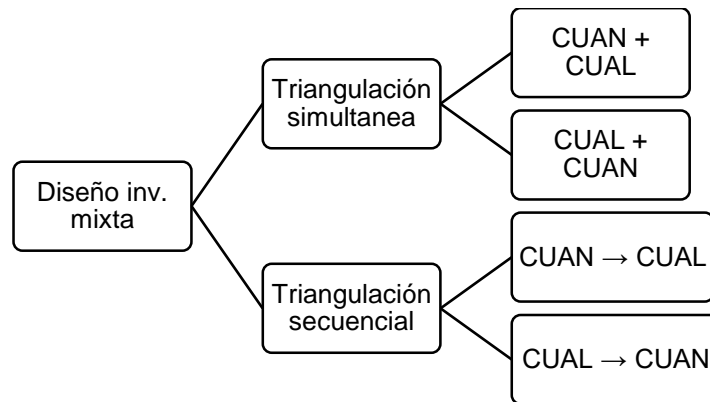 Diseño inv.
mixta
Triangulación
simultanea
CUAN +
CUAL
CUAL +
CUAN
Triangulación
secuencial
CUAN → CUAL
CUAL → CUAN